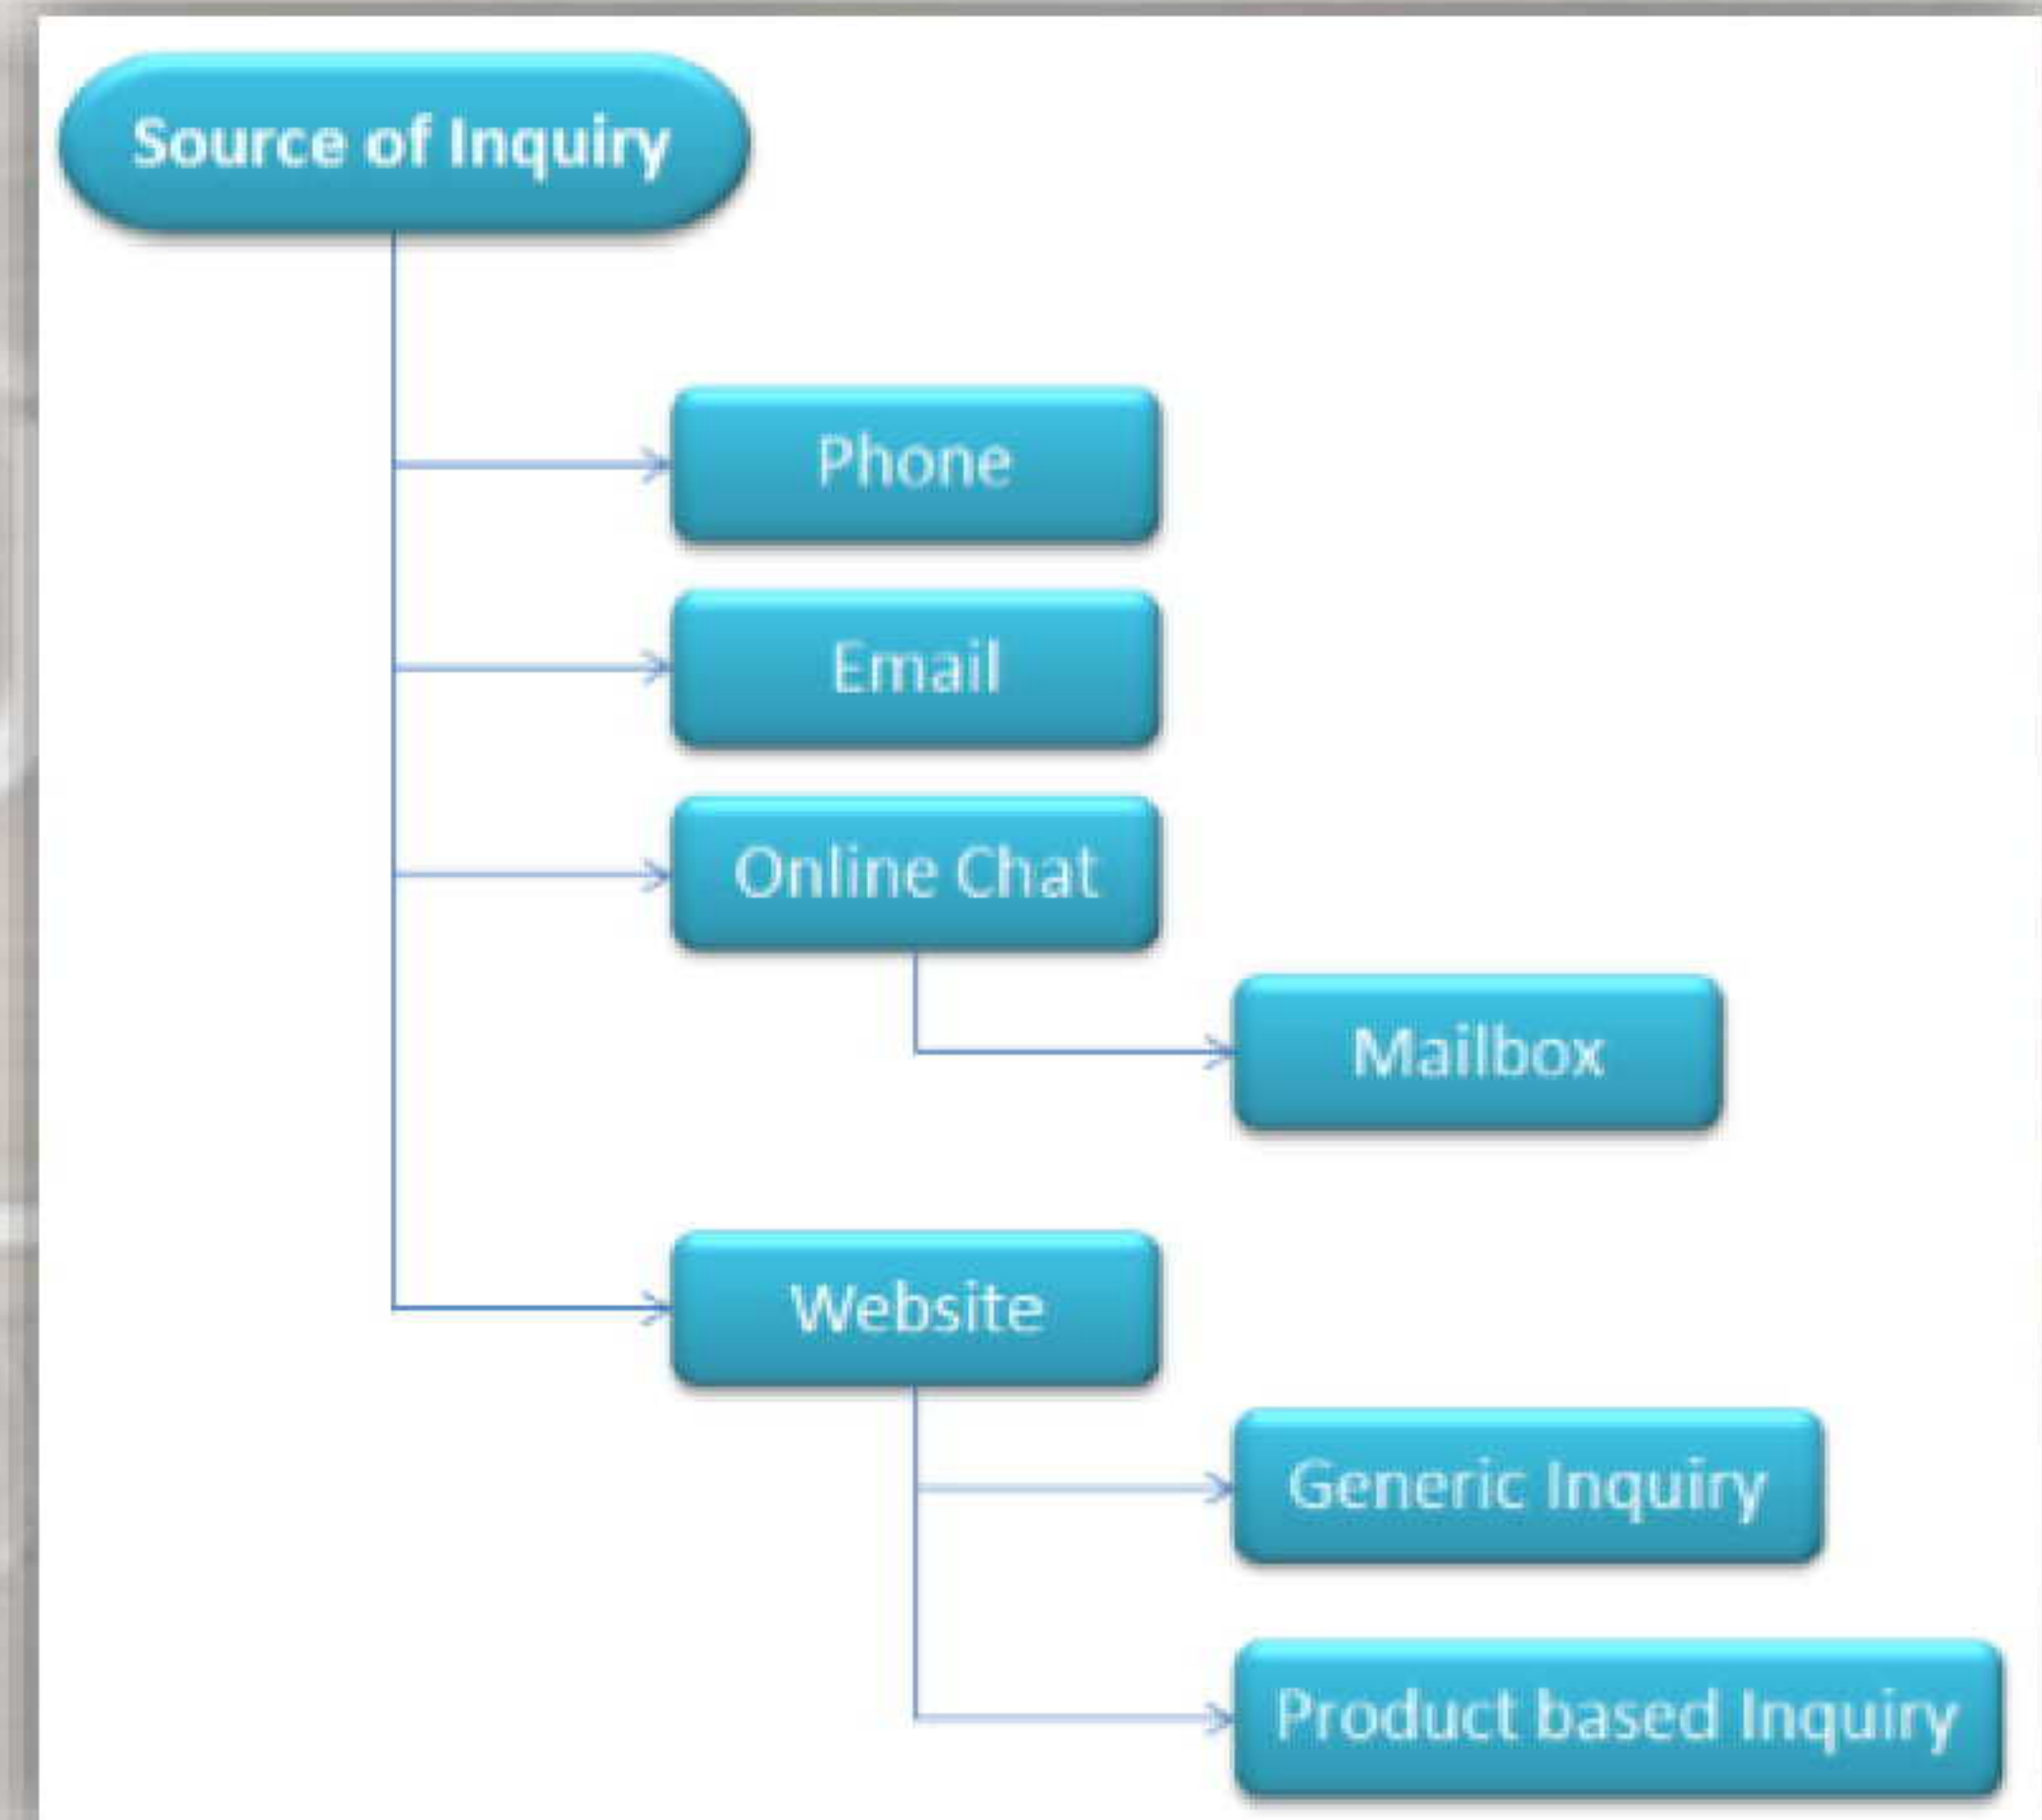 Source of Inquiry
Phone
Email
Online Chat
Mailbox
Website
Generic Inquiry
Product based Inquiry